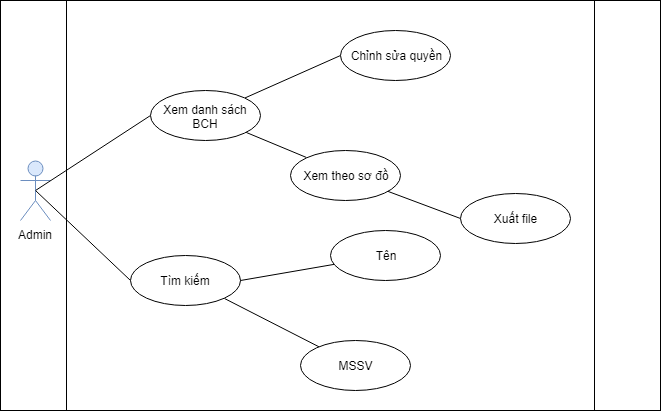 Chỉnh sửa quyền
Xem danh sách
BCH
Xem theo sơ đồ
Xuất file
Admin
Tên
Tìm kiếm
MSSV